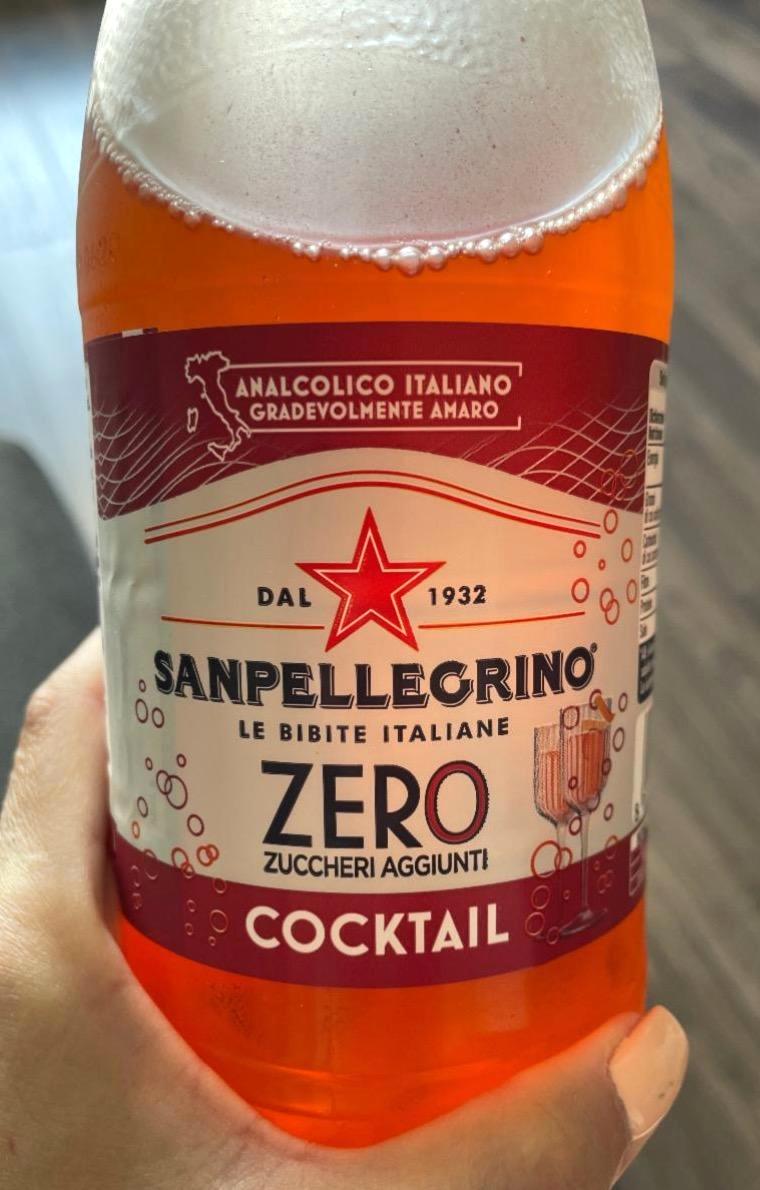 ANALCOLICO ITALIANO
GRADEVOLMENTE AMARO
DAL 1932
SANPELLEGRINO
LE BIBITE ITALIANE
ZERO
ZUCCHERI AGGIUNTI
COCKTAIL